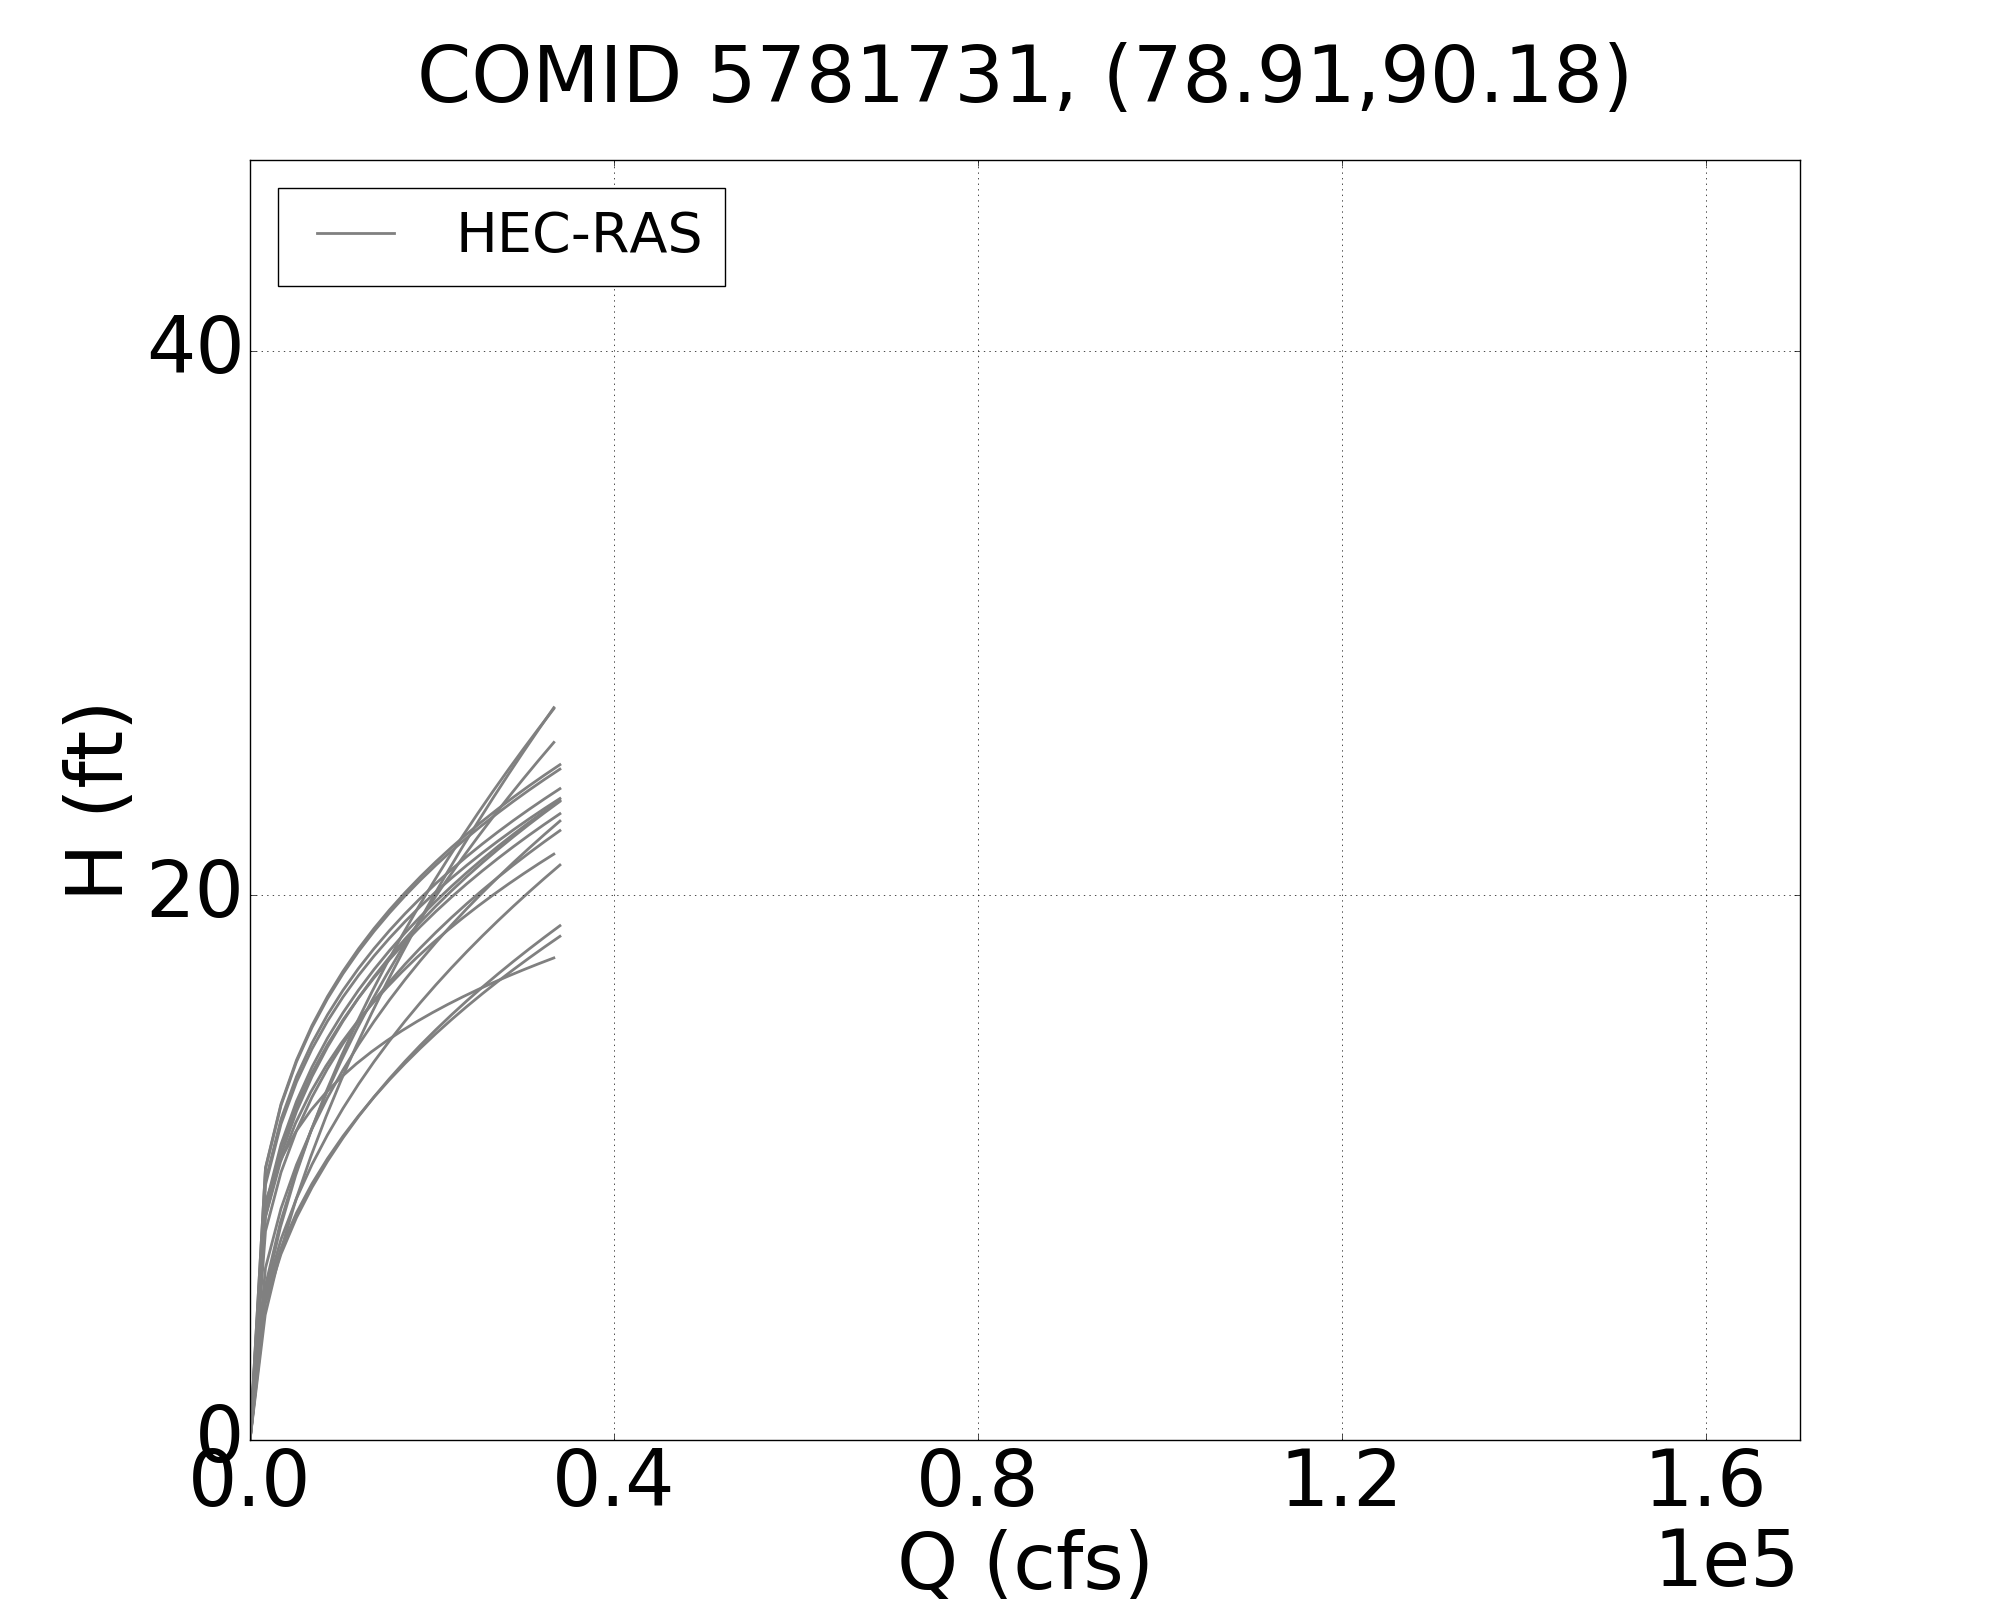 COMID 5781731, (78.91,90.18)
HEC-RAS
40
20
0
H (ft)
0.0 0.4 0.8 1.2 1.6
Q (cfs) 1e5